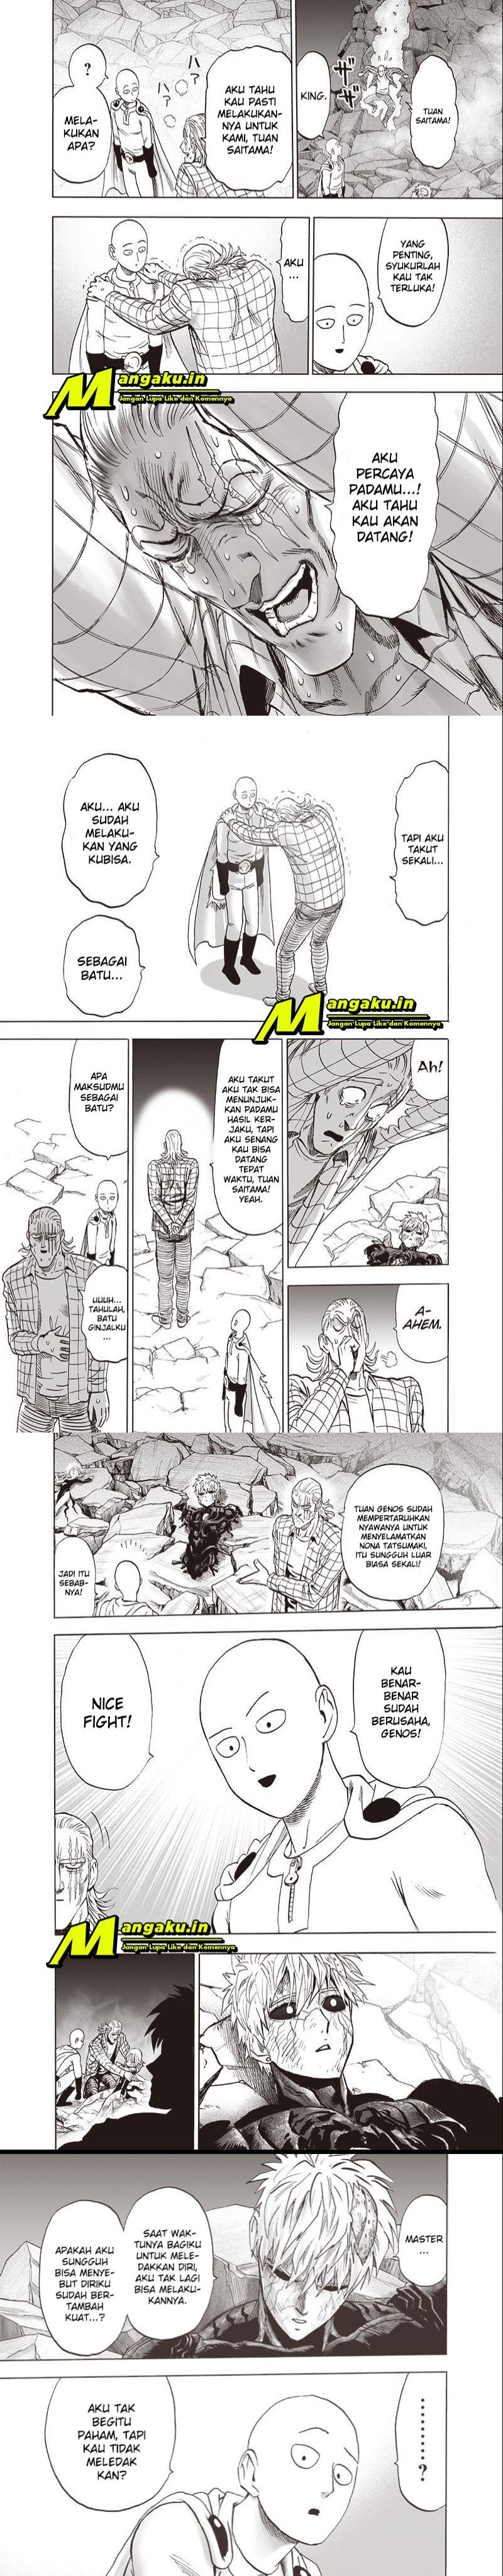 TUAN
SAITAMA!
ザザ
KING.
AKU TAHU
KAU PASTI
MELAKUKAN-
NYA UNTUK
KAMI, TUAN
SAITAMA!
ハァ
ハァ
?
MELA-
KUKAN
APA?
YANG
PENTING,
SYUKURLAH
KAU TAK
TERLUKA!
AKU
...
Mangaku.in
Jangan Lupa Like dan Komennya
AKU
PERCAYA
PADAMU...!
AKU TAHU
KAU AKAN
DATANG!
TAPI AKU
TAKUT
SEKALI...
AKU... AKU
SUDAH
MELAKU-
KAN YANG
KUBISA.
SEBAGAI
BATU...
Mangaku.in
Jangan Lupa Like dan Komennya
Ah!
A-
AHEM.
AKU TAKUT
AKU TAK BISA
MENUNJUK-
KAN PADAMU
HASIL KER-
JAKU, TAPI
AKU SENANG
KAU BISA
DATANG
TEPAT
WAKTU, TUAN
SAITAMA!
YEAH.
APA
MAKSUDMU
SEBAGAI
BATU?
UUUH...
TAHULAH,
BATU
GINJALKU
...
TUAN GENOS SUDAH
MEMPERTARUHKAN
NYAWANYA UNTUK
MENYELAMATKAN
NONA TATSUMAKI,
ITU SUNGGUH LUAR
BIASA SEKALI!
JADI ITU
SEBAB-
NYA!
KAU
BENAR-
BENAR
SUDAH
BERUSAHA,
GENOS!
NICE
FIGHT!
Mangaku.in
Jangan Lupa Like dan Komennya
MASTER
...
SAAT WAK-
TUNYA BAGIKU
UNTUK MELE-
DAKKAN DIRI,
AKU TAK LAGI
BISA MELAKU-
KANNYA.
APAKAH AKU
SUNGGUH
BISA MENYE-
BUT DIRIKU
SUDAH BER-
TAMBAH
KUAT...?
.........?
AKU TAK
BEGITU
PAHAM, TAPI
KAU TIDAK
MELEDAK
KAN?